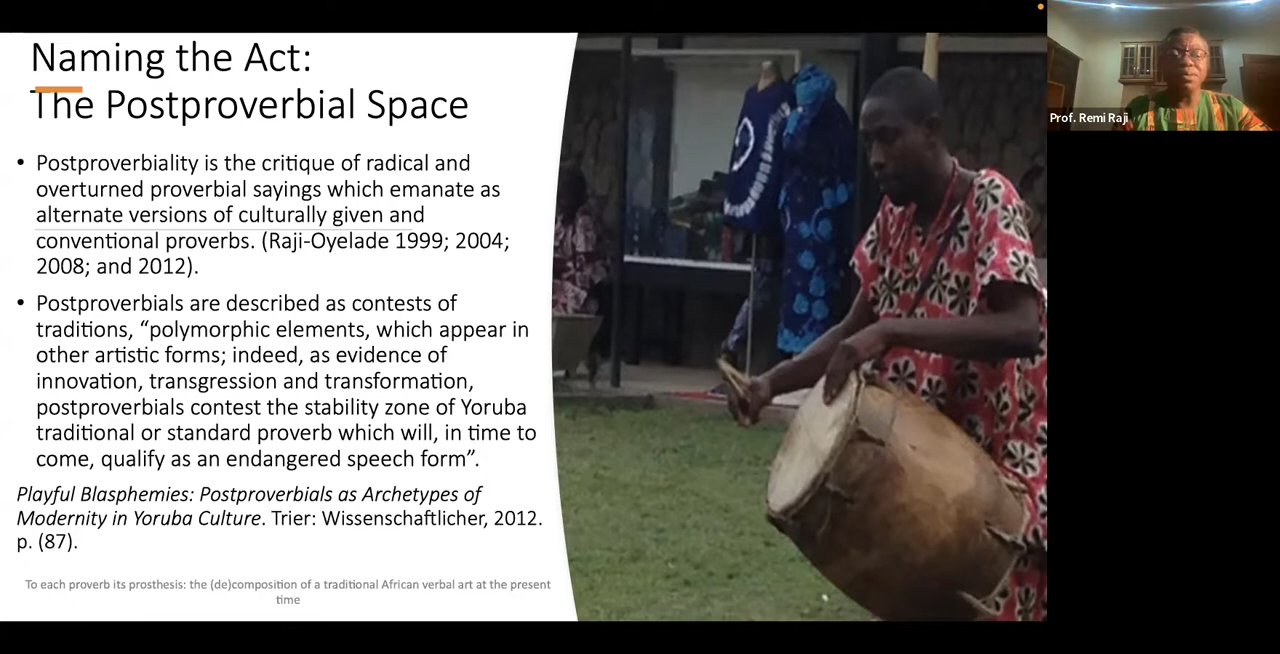 Naming the Act:
The Postproverbial Space
• Postproverbiality is the critique of radical and
overturned proverbial sayings which emanate as
alternate versions of culturally given and
conventional proverbs. (Raji-Oyelade 1999; 2004;
2008; and 2012).
• Postproverbials are described as contests of
traditions, “polymorphic elements, which appear in
other artistic forms; indeed, as evidence of
innovation, transgression and transformation,
postproverbials contest the stability zone of Yoruba
traditional or standard proverb which will, in time to
come, qualify as an endangered speech form”.
Playful Blasphemies: Postproverbials as Archetypes of
Modernity in Yoruba Culture. Trier: Wissenschaftlicher, 2012.
p. (87).
To each proverb its prosthesis: the (de)composition of a traditional African verbal art at the present
time
Prof. Remi Raji